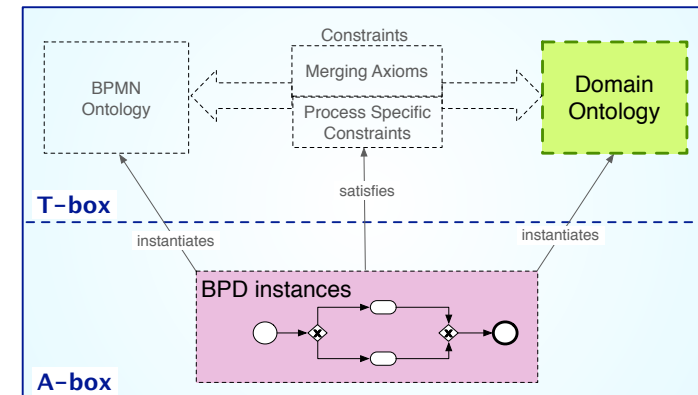 Constraints
BPMN
Ontology
Merging Axioms
Process Specific
Constraints
Domain
Ontology
satisfies
T-box
instantiates
instantiates
BPD instances
A-box